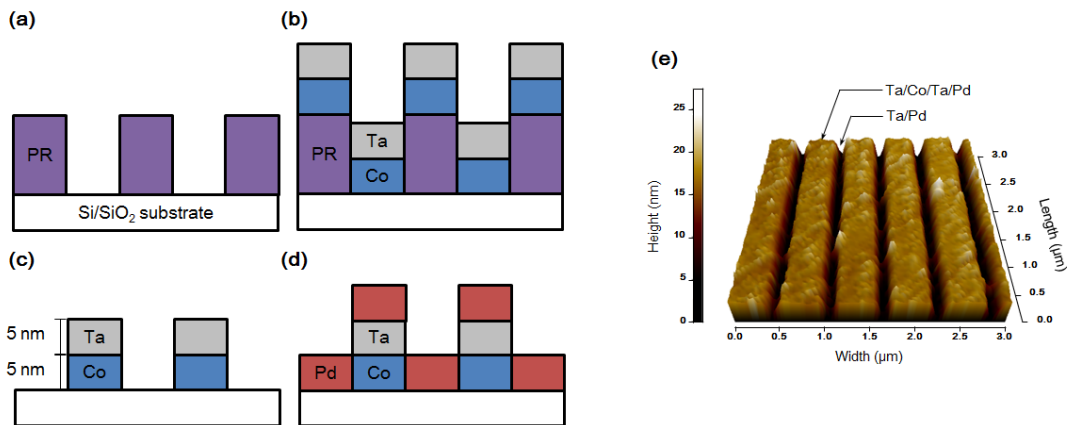 (a)
PR
Si/SiO₂ substrate
(b)
Ta
PR
Co
(c)
5 nm
Ta
5 nm
Co
(d)
Ta
Pd
Co
(e)
Ta/Co/Ta/Pd
Ta/Pd
Height (nm)
25
20
15
10
5
0
3.0
2.5
2.0
1.5
1.0
0.0
Length (µm)
0.0
0.5
1.0
1.5
2.0
2.5
3.0
Width (µm)